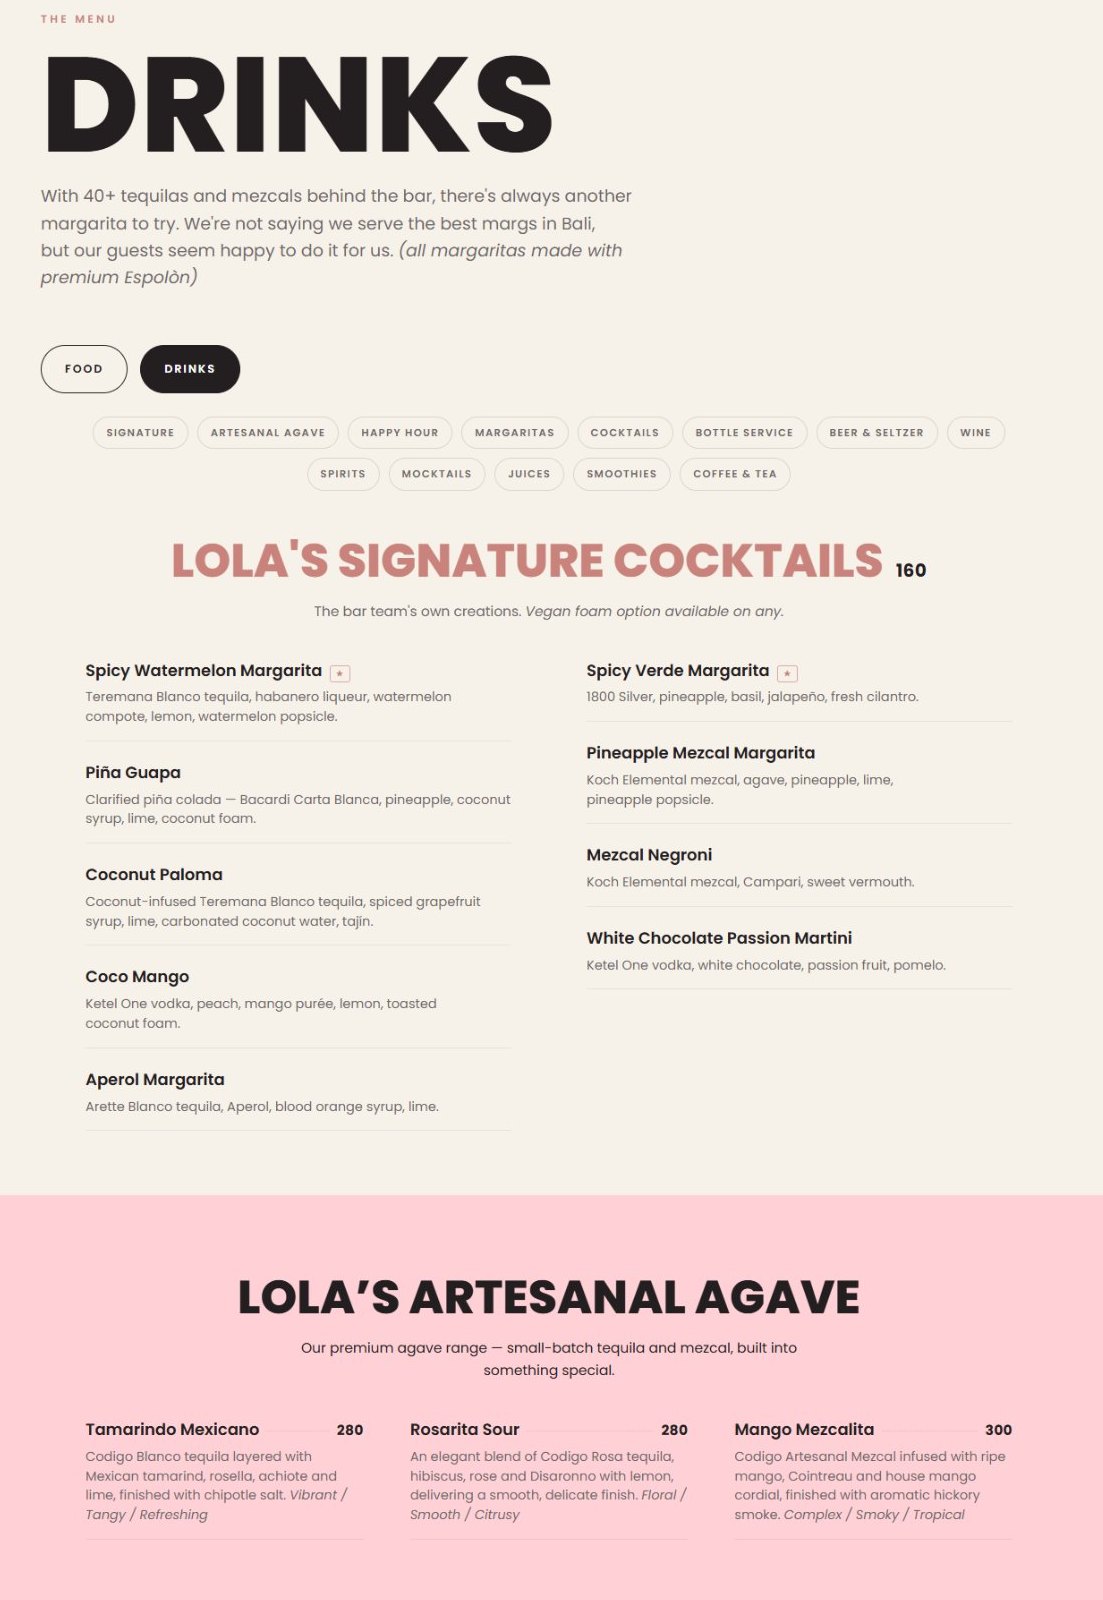 THE MENU
DRINKS
With 40+ tequilas and mezcals behind the bar, there's always another
margarita to try. We're not saying we serve the best margs in Bali,
but our guests seem happy to do it for us. (all margaritas made with
premium Espolòn)
FOOD
DRINKS
SIGNATURE
ARTESANAL AGAVE
HAPPY HOUR
MARGARITAS
COCKTAILS
BOTTLE SERVICE
BEER & SELTZER
WINE
SPIRITS
MOCKTAILS
JUICES
SMOOTHIES
COFFEE & TEA
LOLA'S SIGNATURE COCKTAILS 160
The bar team's own creations. Vegan foam option available on any.
Spicy Watermelon Margarita ★
Teremana Blanco tequila, habanero liqueur, watermelon
compote, lemon, watermelon popsicle.
Piña Guapa
Clarified piña colada — Bacardi Carta Blanca, pineapple, coconut
syrup, lime, coconut foam.
Coconut Paloma
Coconut-infused Teremana Blanco tequila, spiced grapefruit
syrup, lime, carbonated coconut water, tajín.
Coco Mango
Ketel One vodka, peach, mango purée, lemon, toasted
coconut foam.
Aperol Margarita
Arette Blanco tequila, Aperol, blood orange syrup, lime.
Spicy Verde Margarita ★
1800 Silver, pineapple, basil, jalapeño, fresh cilantro.
Pineapple Mezcal Margarita
Koch Elemental mezcal, agave, pineapple, lime,
pineapple popsicle.
Mezcal Negroni
Koch Elemental mezcal, Campari, sweet vermouth.
White Chocolate Passion Martini
Ketel One vodka, white chocolate, passion fruit, pomelo.
LOLA’S ARTESANAL AGAVE
Our premium agave range — small-batch tequila and mezcal, built into
something special.
Tamarindo Mexicano 280
Codigo Blanco tequila layered with
Mexican tamarind, rosella, achiote and
lime, finished with chipotle salt. Vibrant /
Tangy / Refreshing
Rosarita Sour 280
An elegant blend of Codigo Rosa tequila,
hibiscus, rose and Disaronno with lemon,
delivering a smooth, delicate finish. Floral /
Smooth / Citrusy
Mango Mezcalita 300
Codigo Artesanal Mezcal infused with ripe
mango, Cointreau and house mango
cordial, finished with aromatic hickory
smoke. Complex / Smoky / Tropical